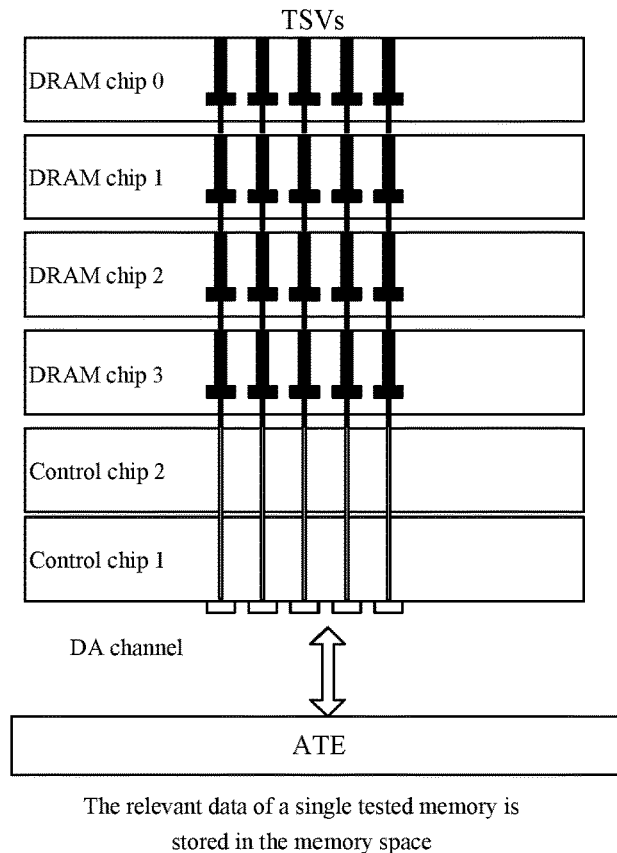 TSVs
DRAM chip 0
DRAM chip 1
DRAM chip 2
DRAM chip 3
Control chip 2
Control chip 1
DA channel
ATE
The relevant data of a single tested memory is
stored in the memory space